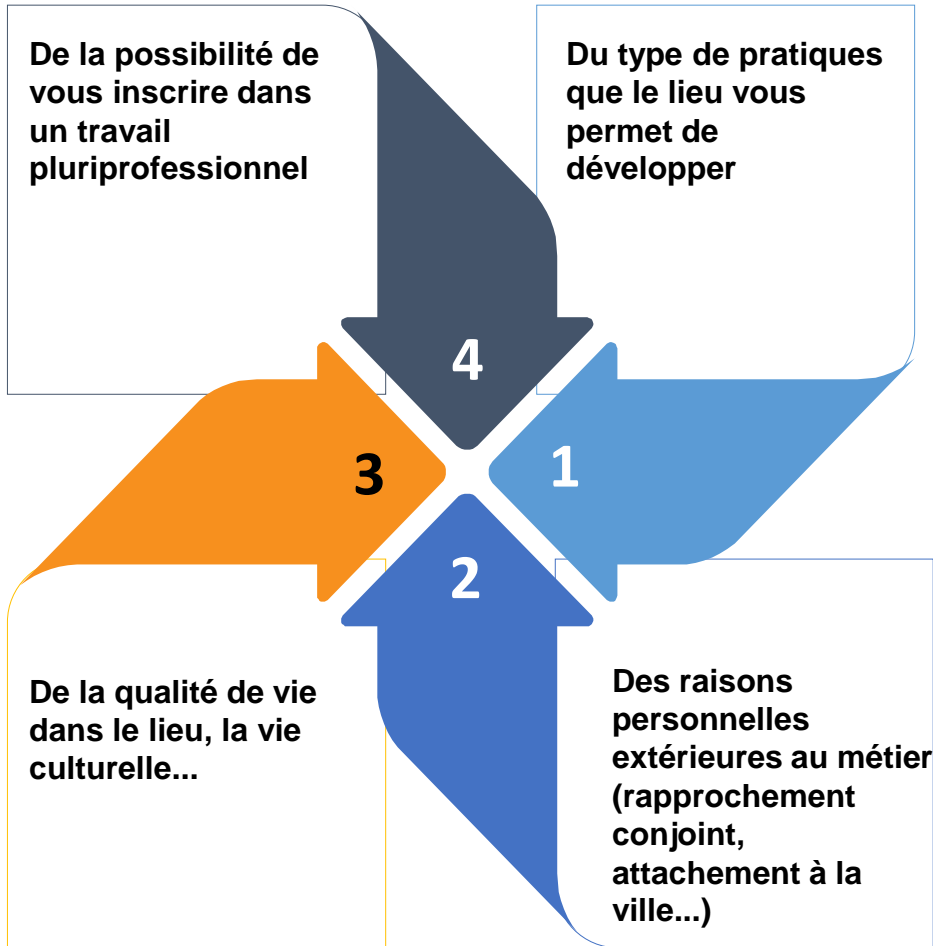 De la possibilité de
vous inscrire dans
un travail
pluriprofessionnel
Du type de pratiques
que le lieu vous
permet de
développer
4
3
1
2
De la qualité de vie
dans le lieu, la vie
culturelle...
Des raisons
personnelles
extérieures au métier
(rapprochement
conjoint,
attachement à la
ville...)